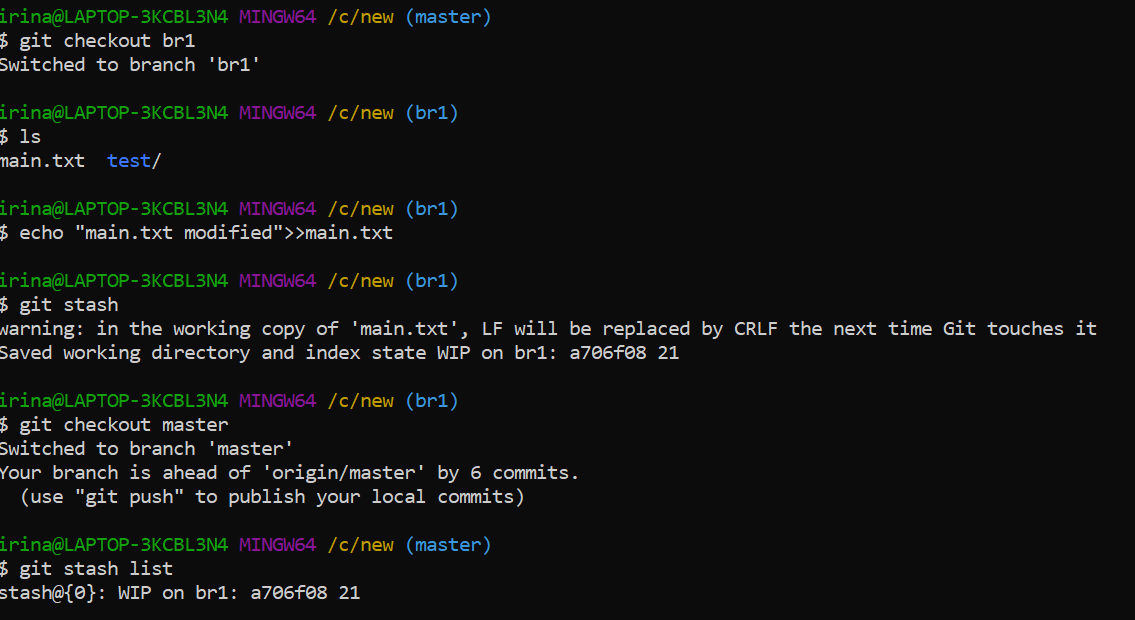 irina@LAPTOP-3KCBL3N4 MINGW64 /c/new (master)
$ git checkout br1
Switched to branch 'br1'
irina@LAPTOP-3KCBL3N4 MINGW64 /c/new (br1)
$ ls
main.txt  test/
irina@LAPTOP-3KCBL3N4 MINGW64 /c/new (br1)
$ echo "main.txt modified">>main.txt
irina@LAPTOP-3KCBL3N4 MINGW64 /c/new (br1)
$ git stash
warning: in the working copy of 'main.txt', LF will be replaced by CRLF the next time Git touches it
Saved working directory and index state WIP on br1: a706f08 21
irina@LAPTOP-3KCBL3N4 MINGW64 /c/new (br1)
$ git checkout master
Switched to branch 'master'
Your branch is ahead of 'origin/master' by 6 commits.
  (use "git push" to publish your local commits)
irina@LAPTOP-3KCBL3N4 MINGW64 /c/new (master)
$ git stash list
stash@{0}: WIP on br1: a706f08 21